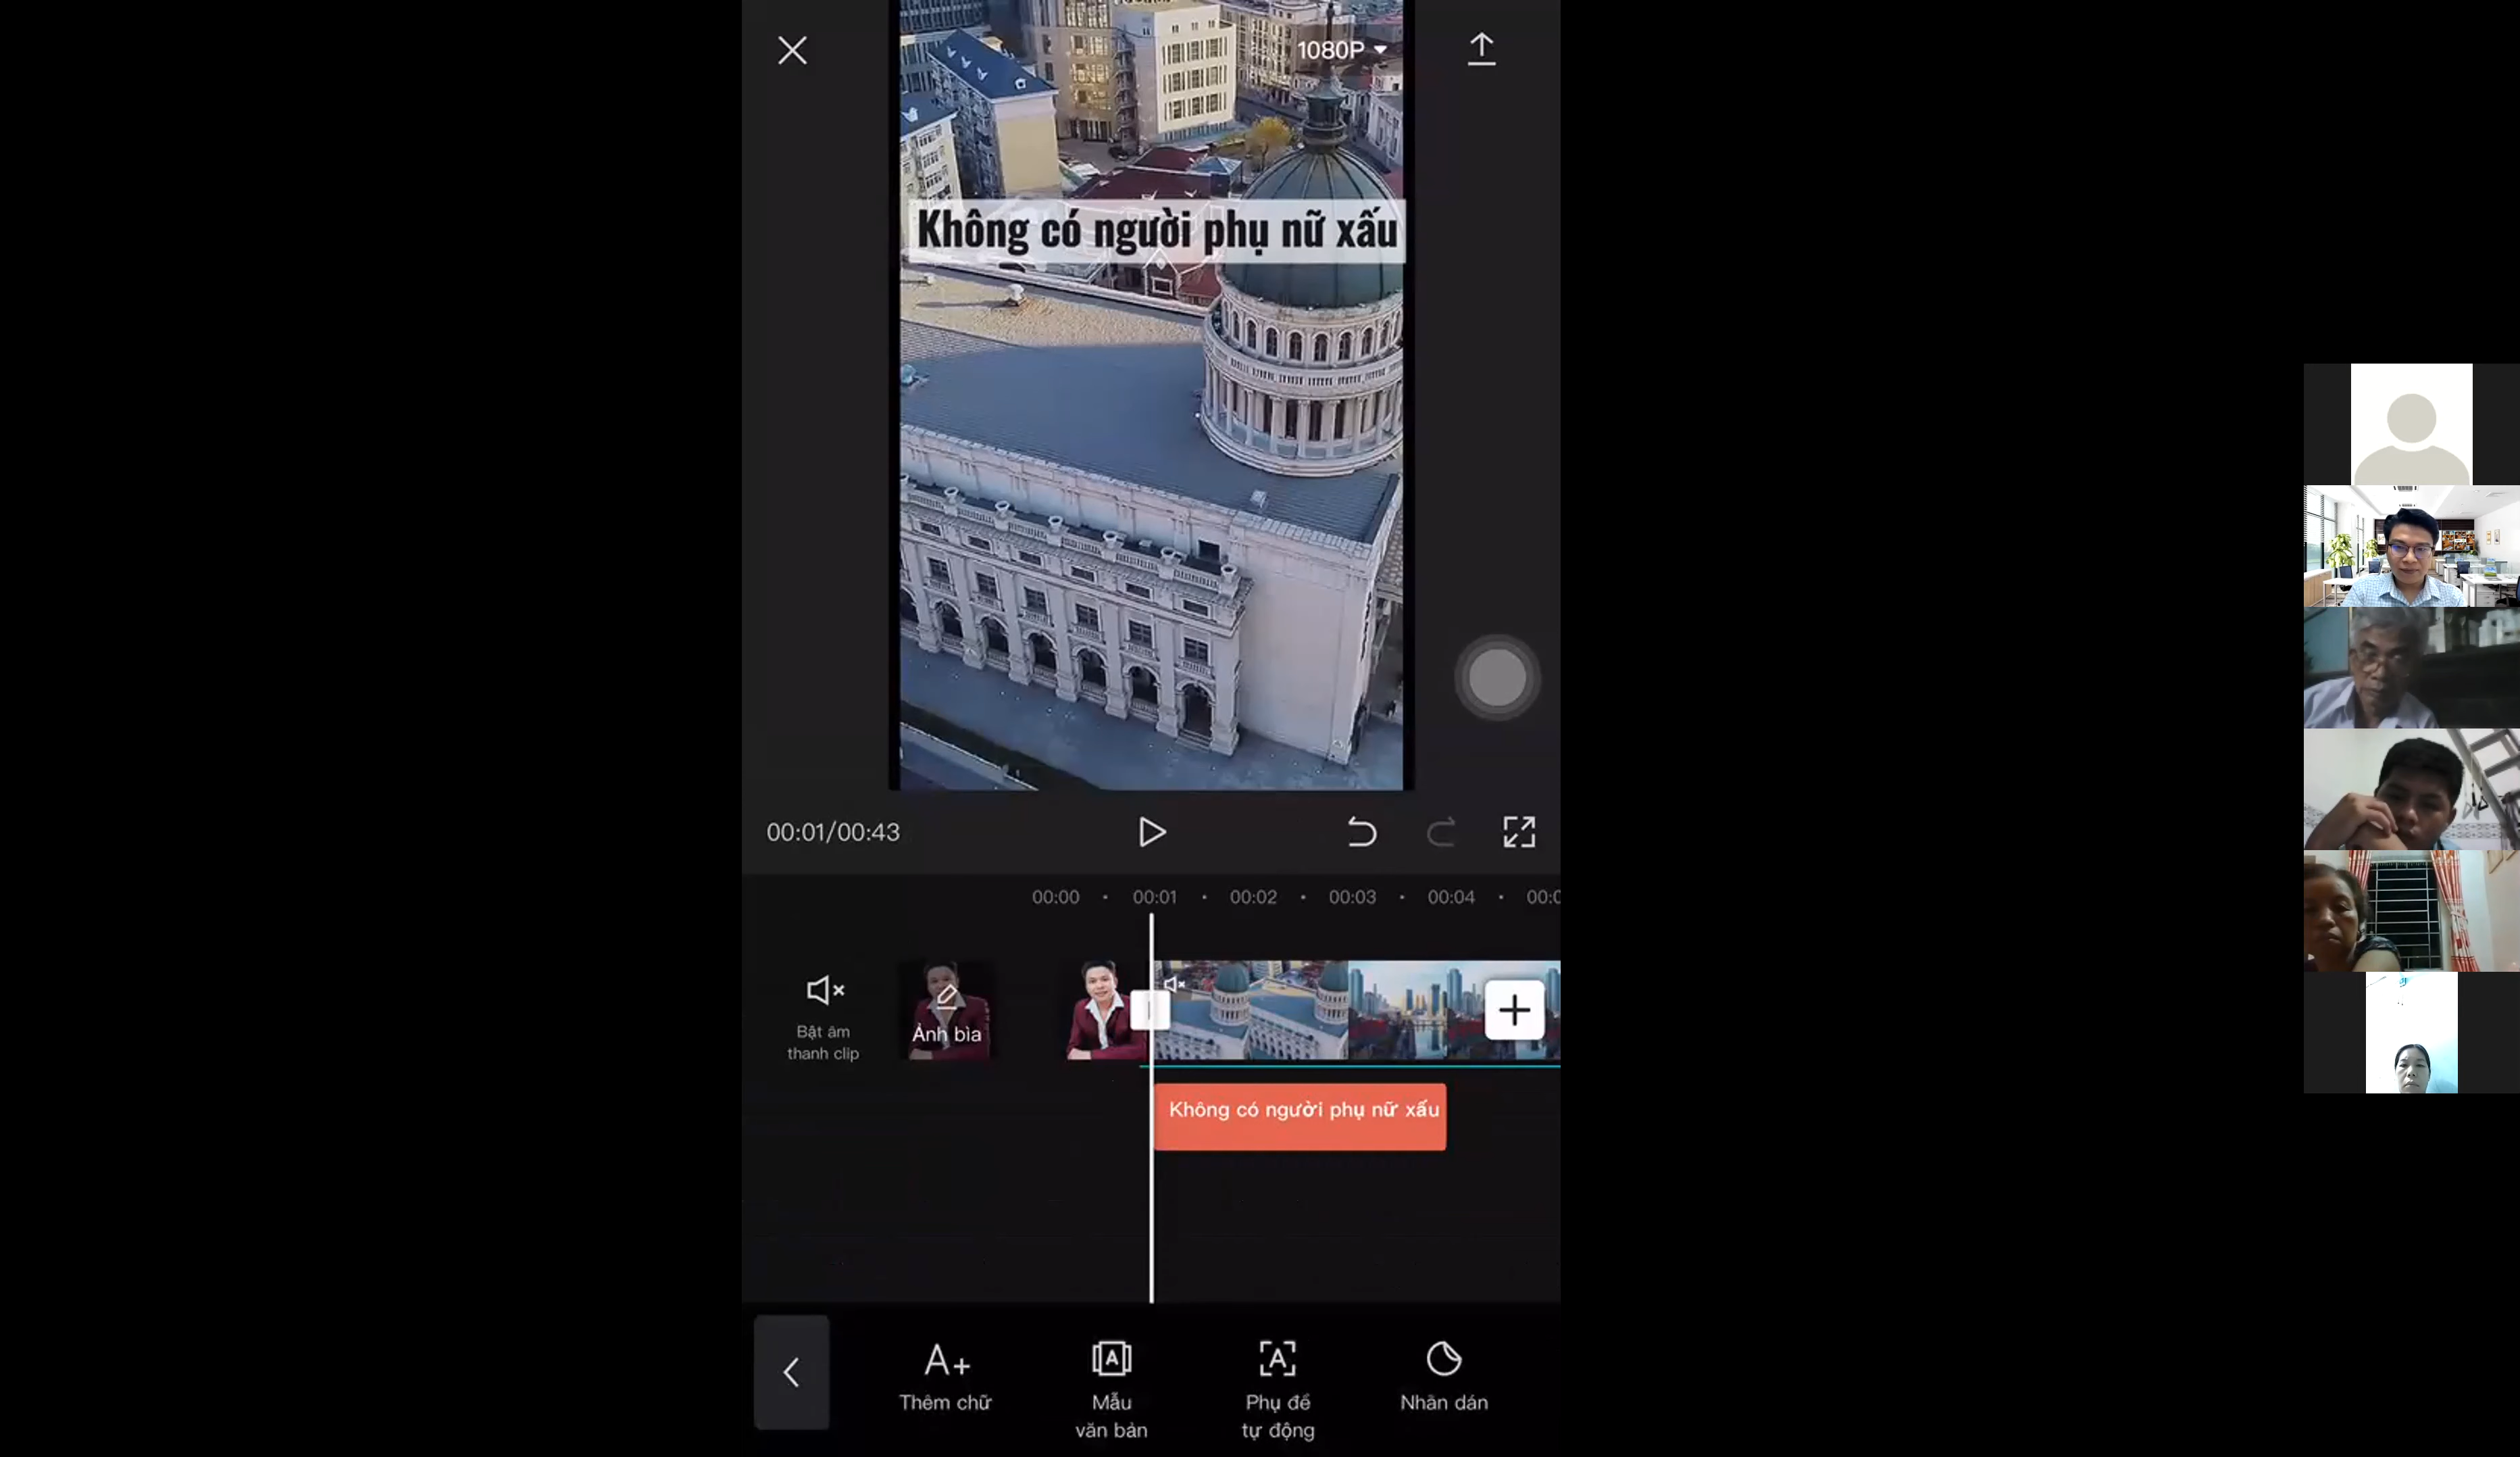 1080P
Không có người phụ nữ xấu
00:01/00:43
00:00 00:01 00:02 00:03 00:04
Bật âm
thanh clip
Ảnh bìa
Không có người phụ nữ xấu
Thêm chữ
Mẫu
văn bản
Phụ đề
tự động
Nhãn dán